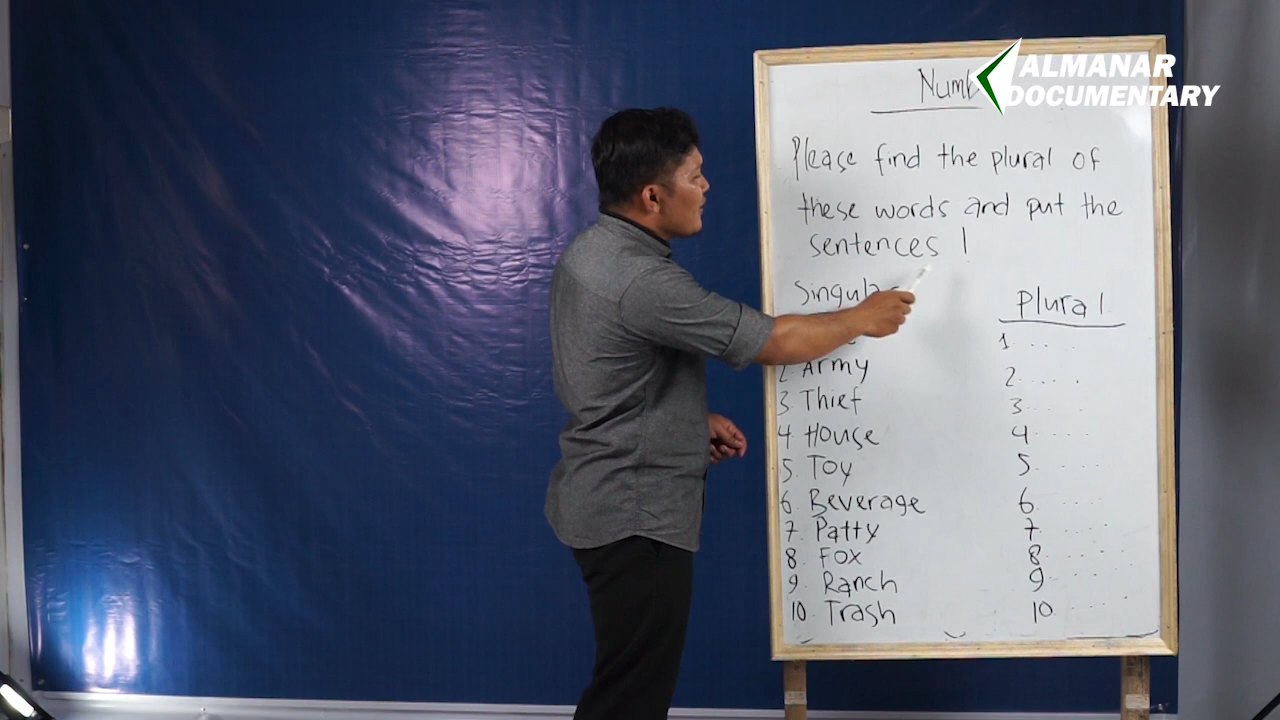 ALMANAR
DOCUMENTARY
Please find the plural of
these words and put the
sentences !
Plural
1. ...
2 Army 2 ....
3 Thief 3 ....
4 House 4 ....
5. Toy 5 ....
6. Beverage 6 ....
7. Patty 7 ....
8 Fox 8 ....
9 Ranch 9 ....
10 Trash 10 ....